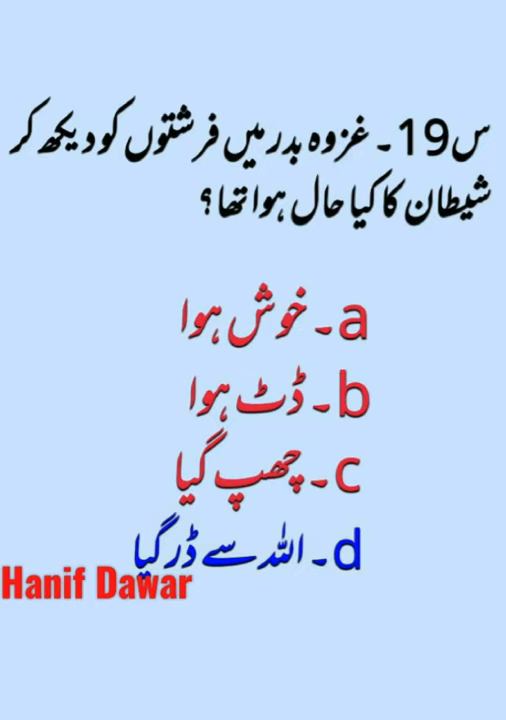 س19۔ غزوہ بدر میں فرشتوں کو دیکھ کر
شیطان کا کیا حال ہوا تھا؟
a۔ خوش ہوا
b۔ ڈٹ ہوا
c۔ چھپ گیا
d۔ اللہ سے ڈر گیا
Hanif Dawar